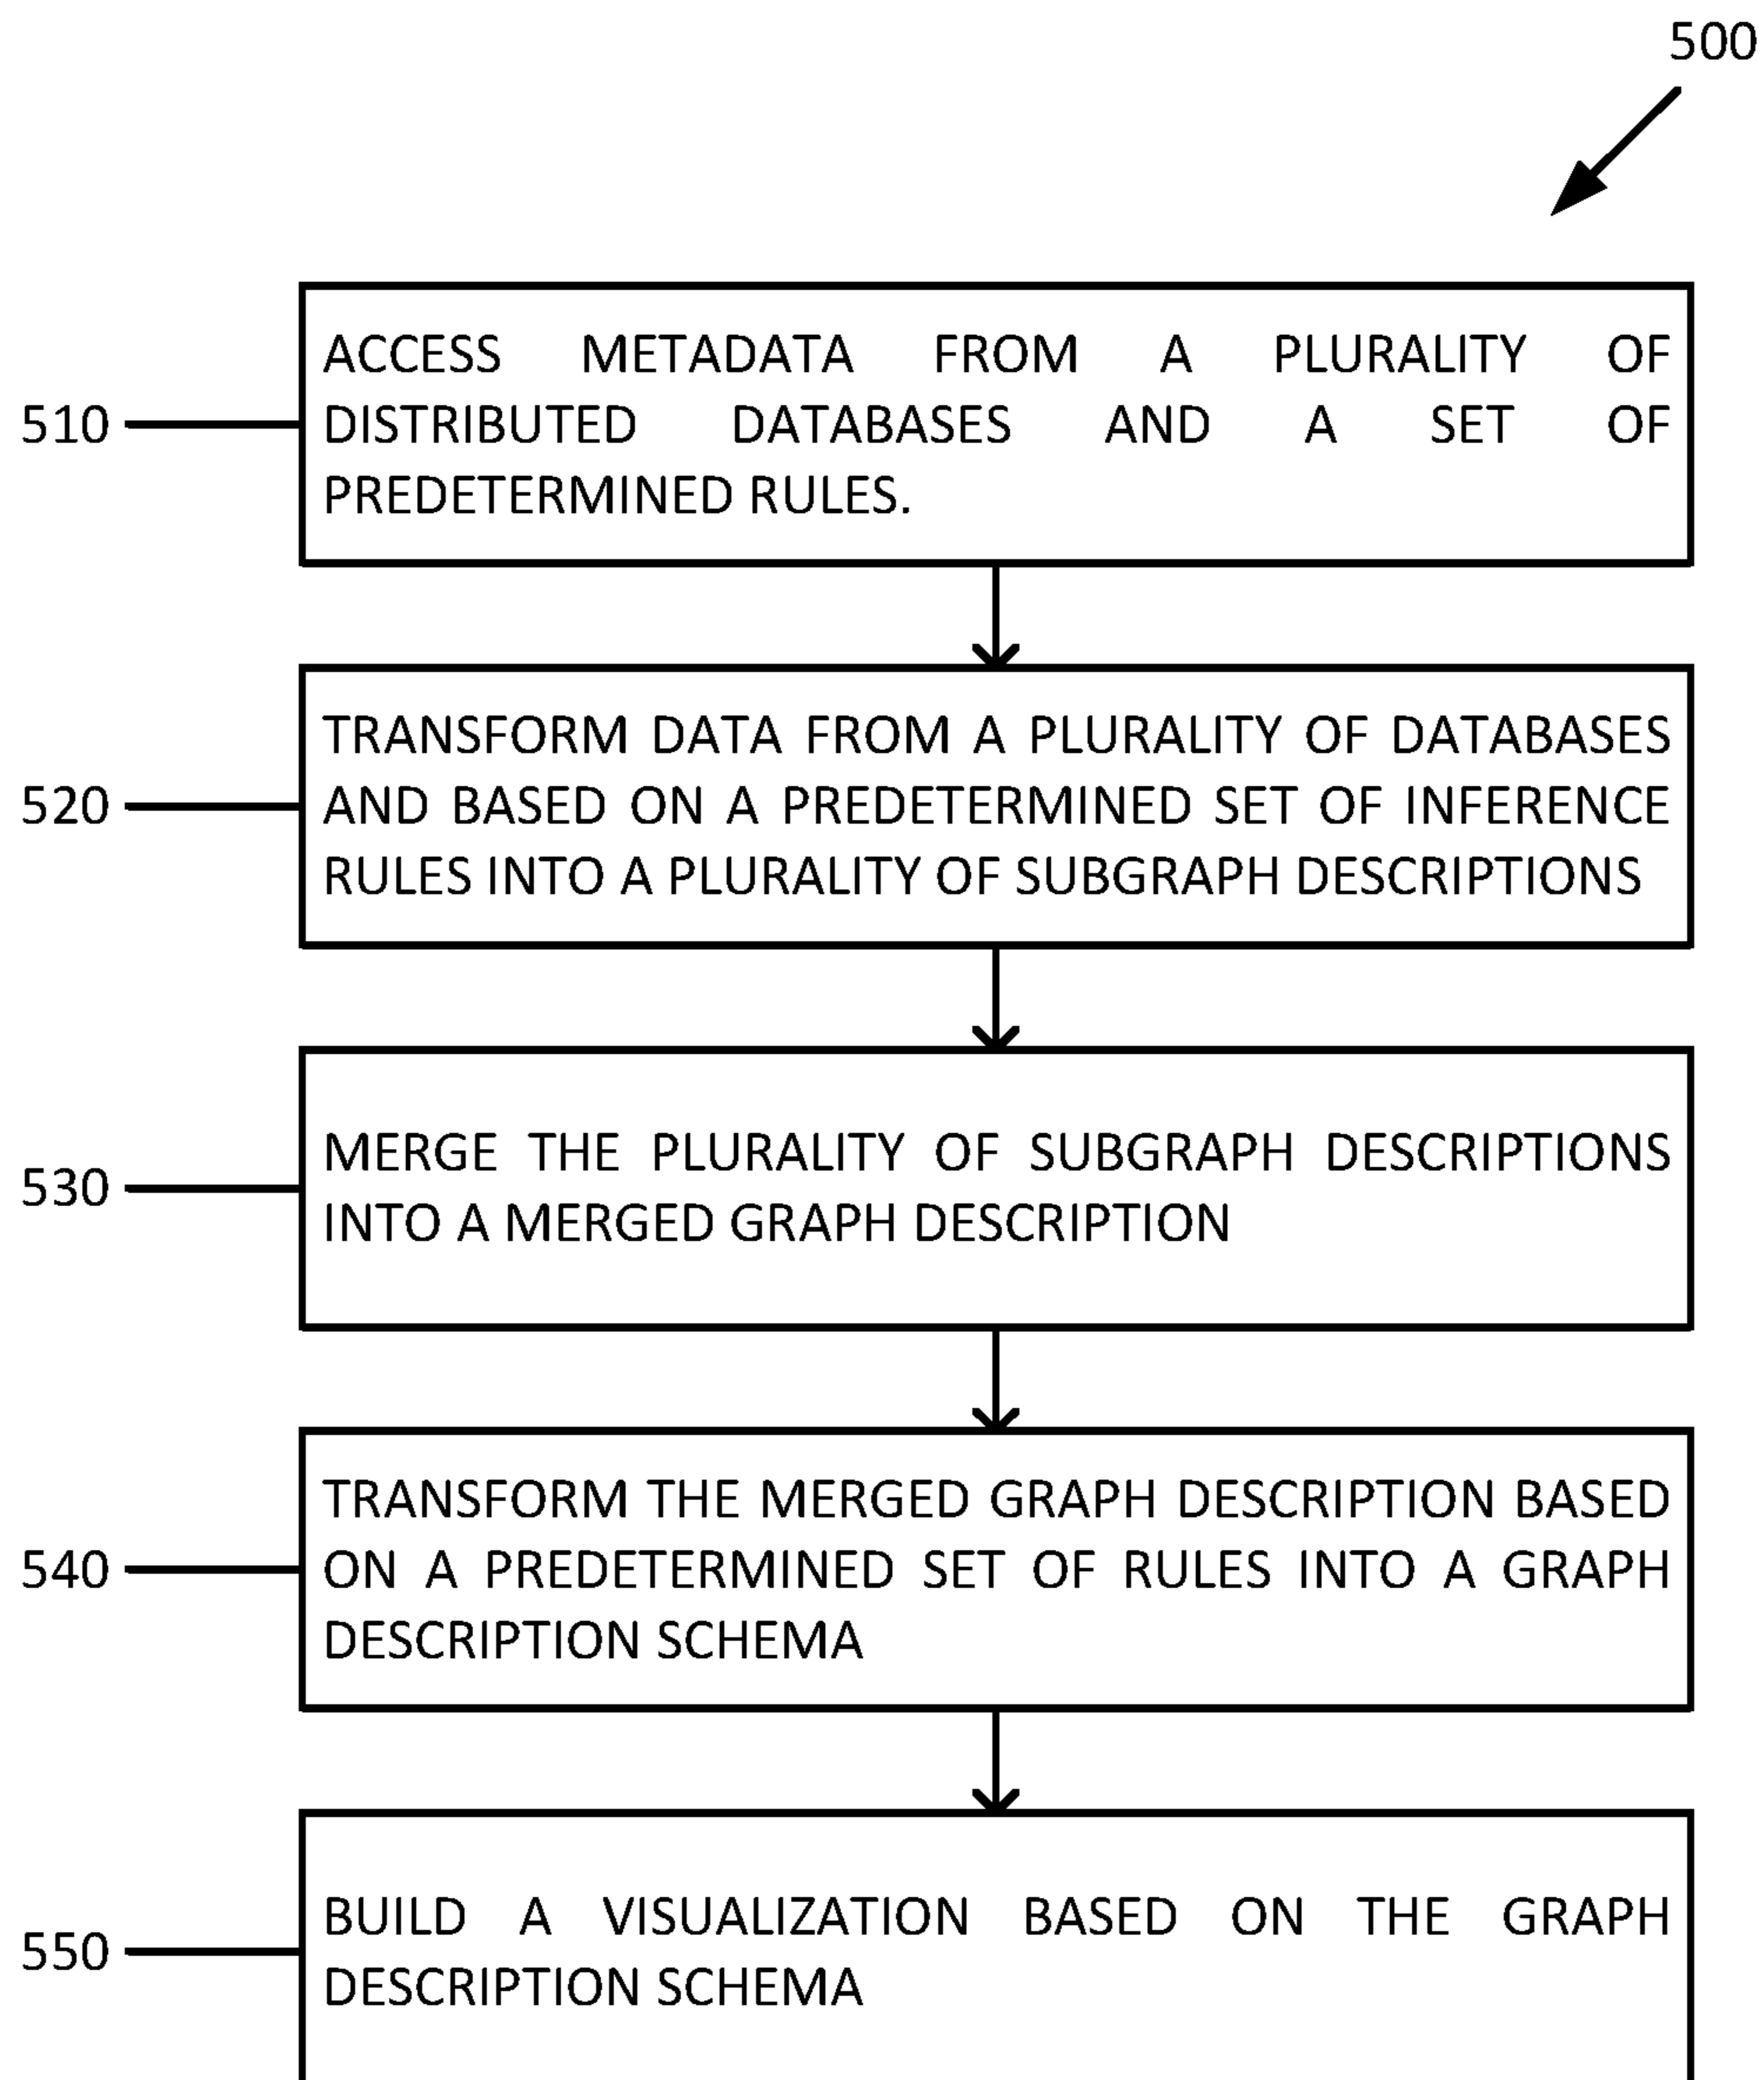 500
510
ACCESS METADATA FROM A PLURALITY OF
DISTRIBUTED DATABASES AND A SET OF
PREDETERMINED RULES.
520
TRANSFORM DATA FROM A PLURALITY OF DATABASES
AND BASED ON A PREDETERMINED SET OF INFERENCE
RULES INTO A PLURALITY OF SUBGRAPH DESCRIPTIONS
530
MERGE THE PLURALITY OF SUBGRAPH DESCRIPTIONS
INTO A MERGED GRAPH DESCRIPTION
540
TRANSFORM THE MERGED GRAPH DESCRIPTION BASED
ON A PREDETERMINED SET OF RULES INTO A GRAPH
DESCRIPTION SCHEMA
550
BUILD A VISUALIZATION BASED ON THE GRAPH
DESCRIPTION SCHEMA